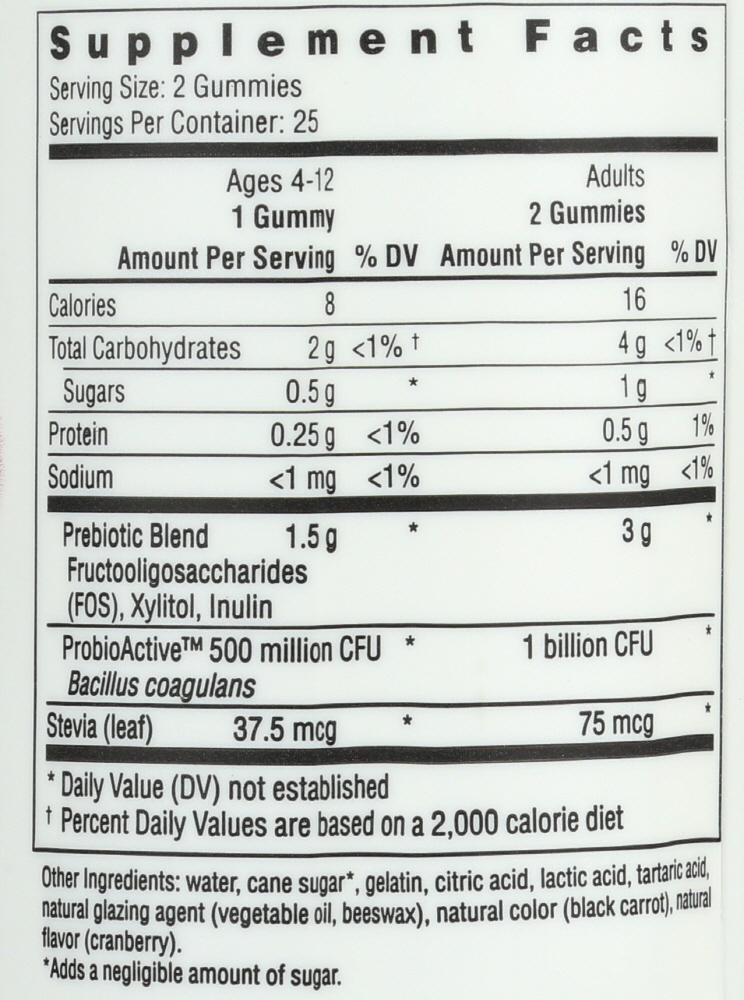 Supplement Facts
Serving Size: 2 Gummies
Servings Per Container: 25
Ages 4-12 Adults
1 Gummy 2 Gummies
Amount Per Serving % DV Amount Per Serving % DV
Calories 8 16
Total Carbohydrates 2 g <1% † 4 g <1% †
Sugars 0.5 g * 1 g *
Protein 0.25 g <1% 0.5 g 1%
Sodium <1 mg <1% <1 mg <1%
Prebiotic Blend 1.5 g * 3 g *
Fructooligosaccharides
(FOS), Xylitol, Inulin
ProbioActive™ 500 million CFU * 1 billion CFU *
Bacillus coagulans
Stevia (leaf) 37.5 mcg * 75 mcg *
* Daily Value (DV) not established
† Percent Daily Values are based on a 2,000 calorie diet
Other Ingredients: water, cane sugar*, gelatin, citric acid, lactic acid, tartaric acid,
natural glazing agent (vegetable oil, beeswax), natural color (black carrot), natural
flavor (cranberry).
*Adds a negligible amount of sugar.